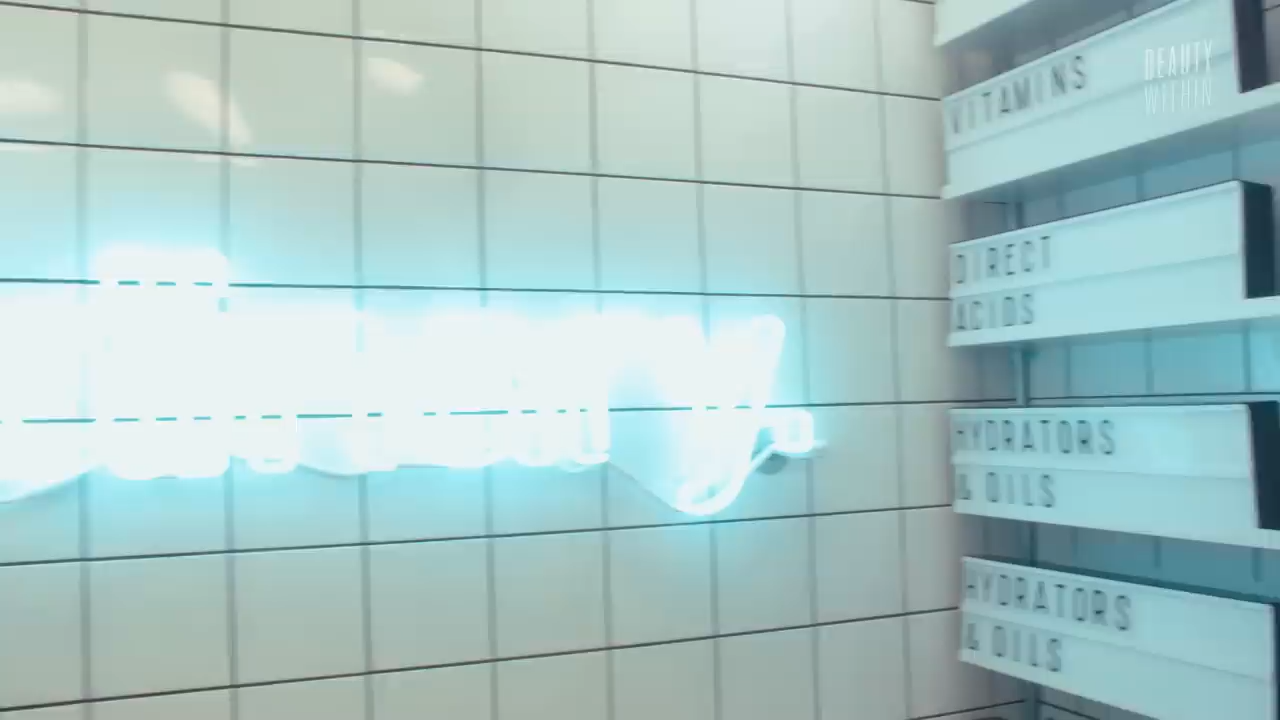 VITAMINS
BEAUTY
WITHIN
DIRECT
ACIDS
HYDRATORS
& OILS
HYDRATORS
& OILS